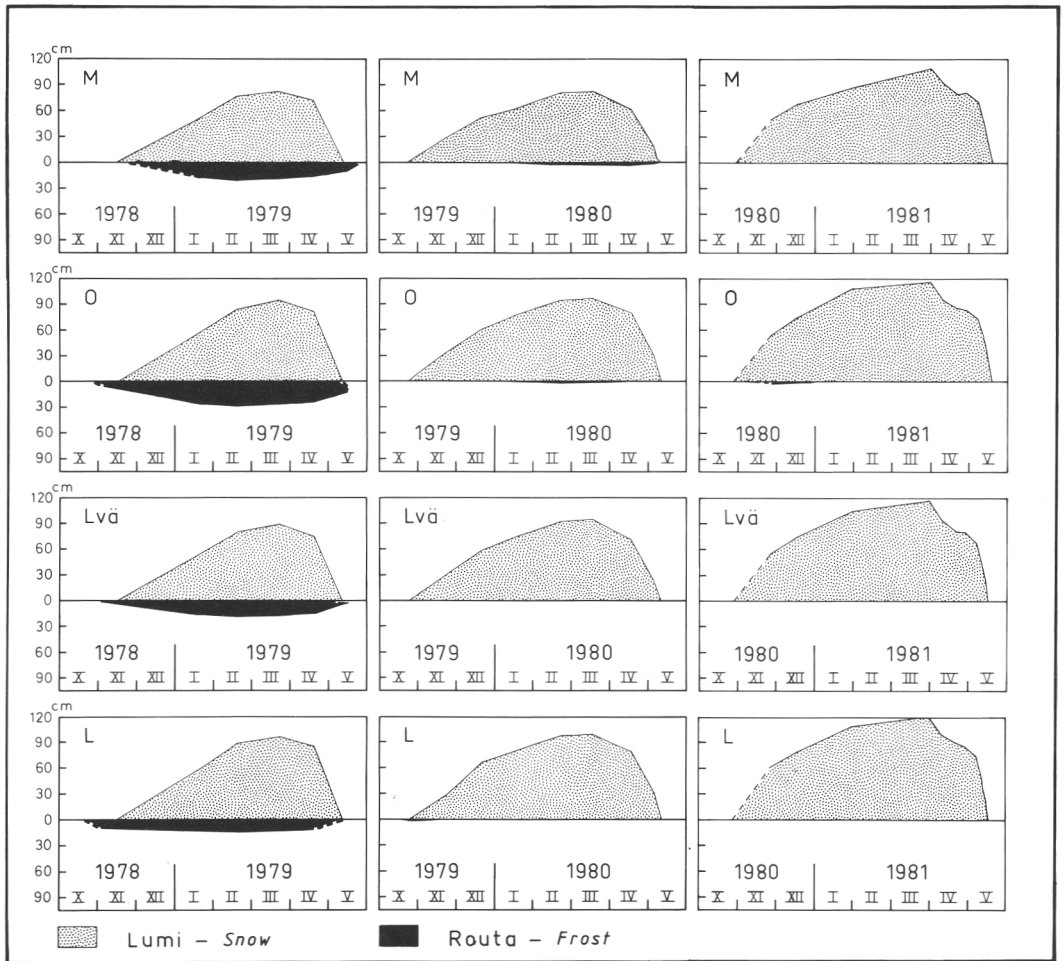 cm
120 M M M
90
60
30
0
30
1978 1979 1979 1980 1980 1981
60
90 X XI XII I II III IV V X XI XII I II III IV V X XI XII I II III IV V
cm
120 O O O
90
60
30
0
30
1978 1979 1979 1980 1980 1981
60
90 X XI XII I II III IV V X XI XII I II III IV V X XI XII I II III IV V
cm
120 Lvä Lvä Lvä
90
60
30
0
30
1978 1979 1979 1980 1980 1981
60
90 X XI XII I II III IV V X XI XII I II III IV V X XI XII I II III IV V
cm
120 L L L
90
60
30
0
30
1978 1979 1979 1980 1980 1981
60
90 X XI XII I II III IV V X XI XII I II III IV V X XI XII I II III IV V
Lumi – Snow Routa – Frost